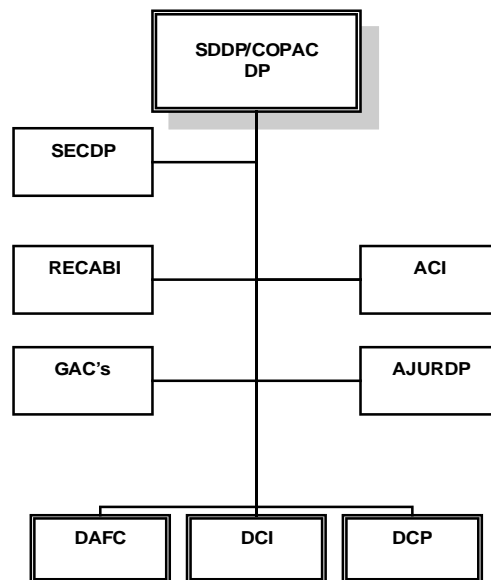 SDDP/COPAC
DP
SECDP
RECABI
ACI
GAC's
AJURDP
DAFC
DCI
DCP